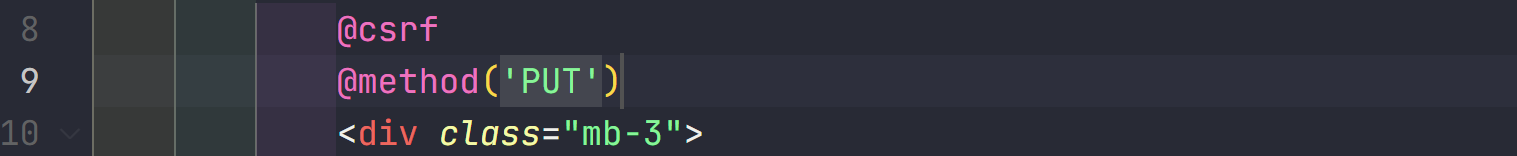 8 @csrf
9 @method('PUT')
10 <div class="mb-3">